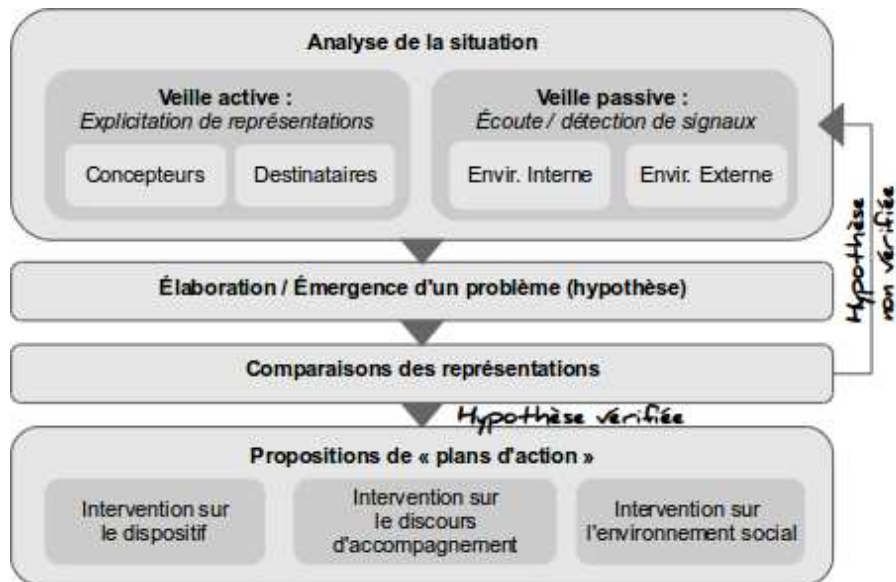 Analyse de la situation
Veille active :
Explicitation de représentations
Concepteurs
Destinataires
Veille passive :
Écoute / détection de signaux
Envir. Interne
Envir. Externe
Hypothèse
non vérifiée
Élaboration / Émergence d'un problème (hypothèse)
Comparaisons des représentations
Hypothèse vérifiée
Propositions de « plans d'action »
Intervention sur
le dispositif
Intervention sur
le discours
d'accompagnement
Intervention sur
l'environnement social